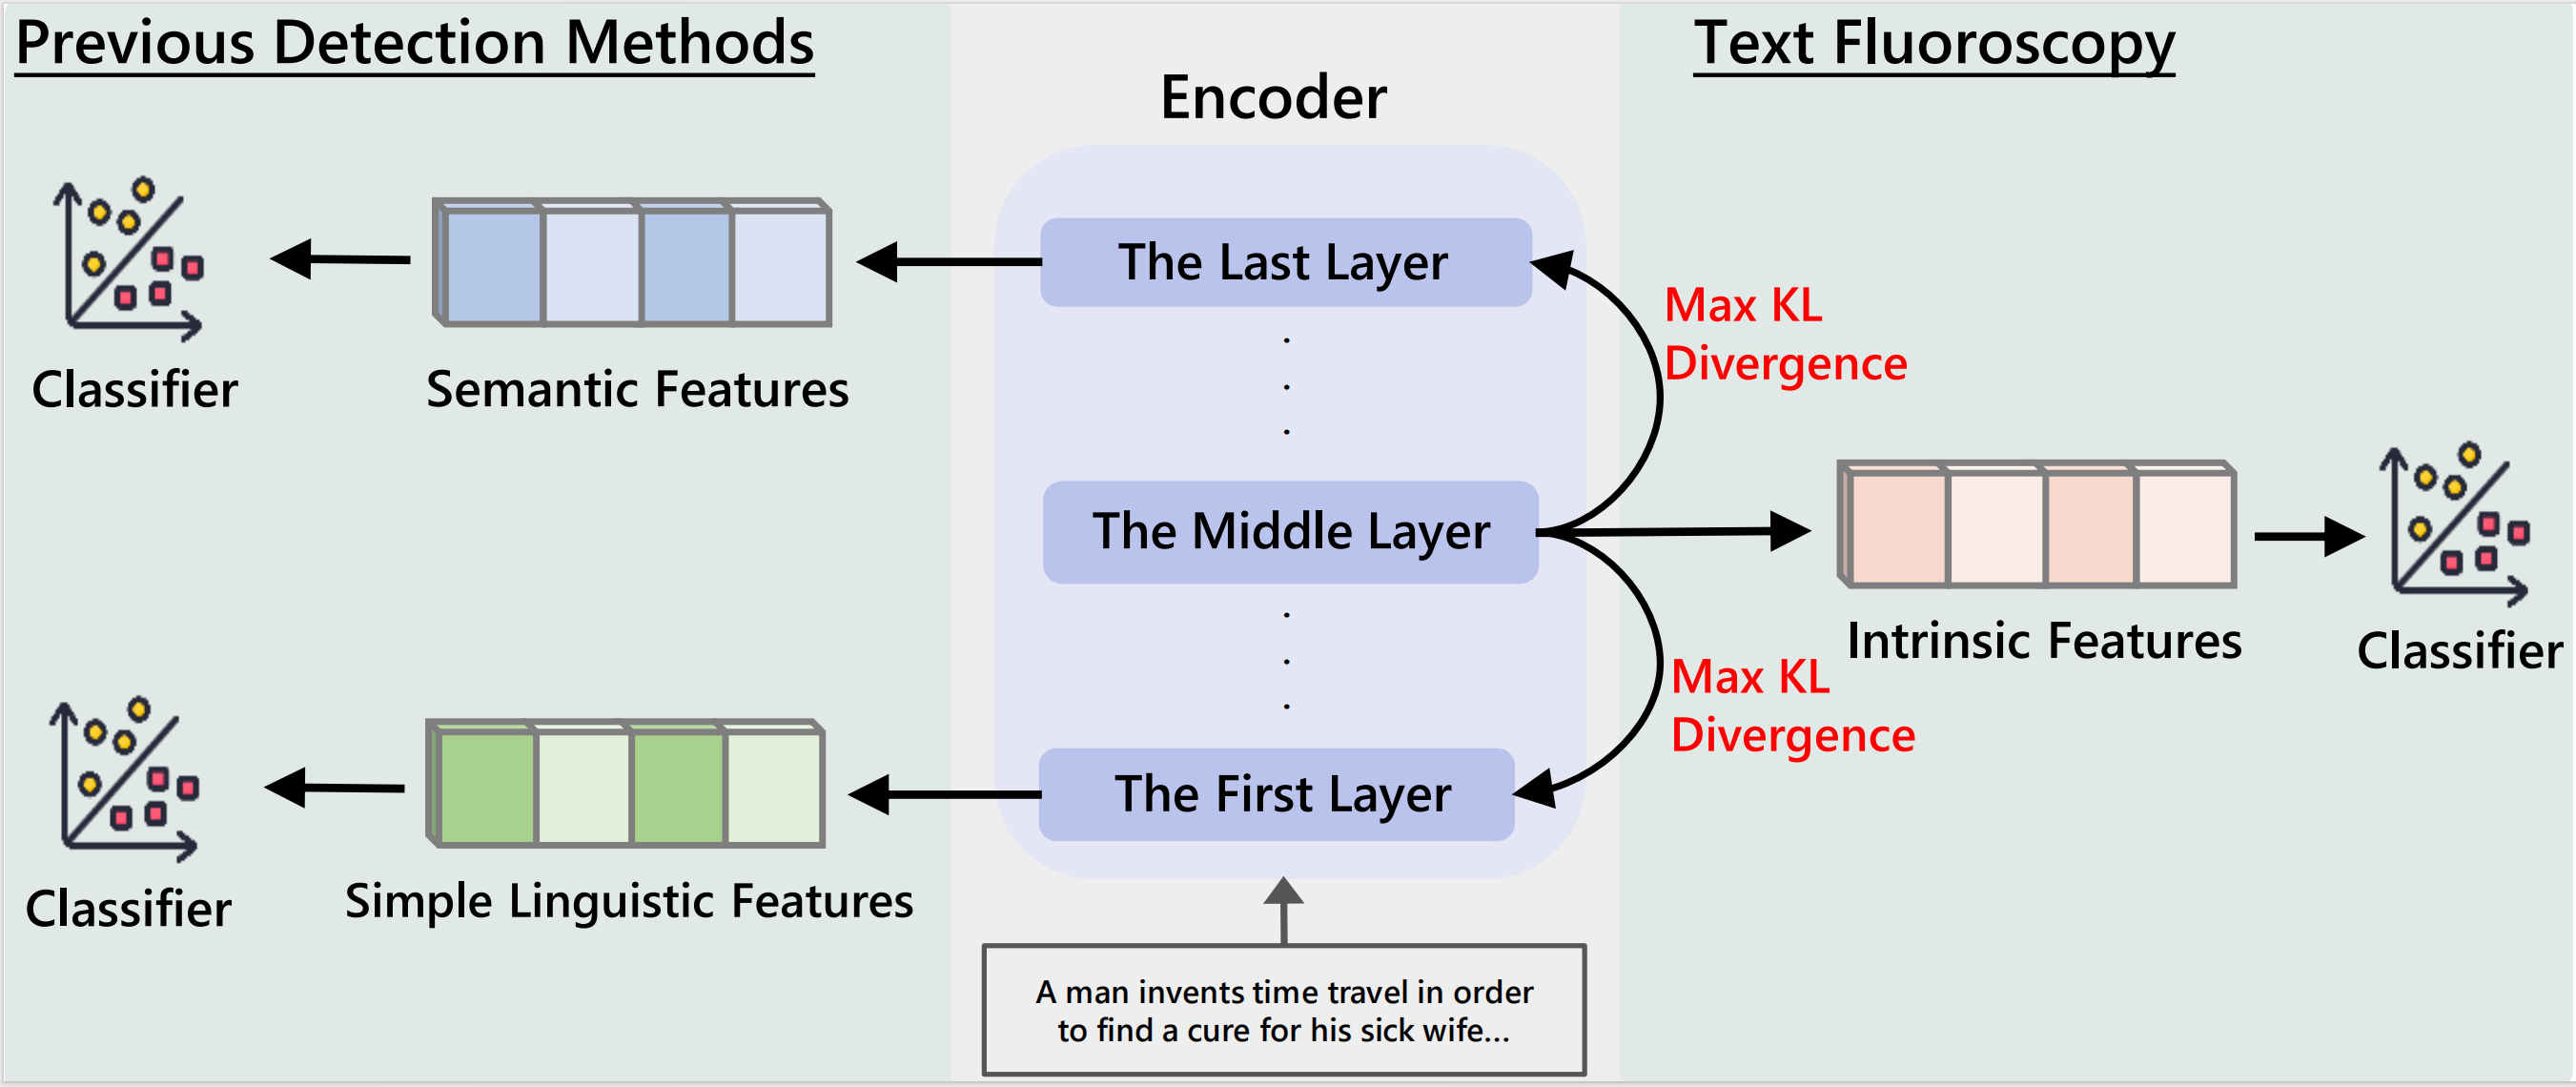 Previous Detection Methods
Encoder
Text Fluoroscopy
The Last Layer
Semantic Features
Classifier
Max KL
Divergence
The Middle Layer
Intrinsic Features
Classifier
Max KL
Divergence
The First Layer
Simple Linguistic Features
Classifier
A man invents time travel in order
to find a cure for his sick wife...